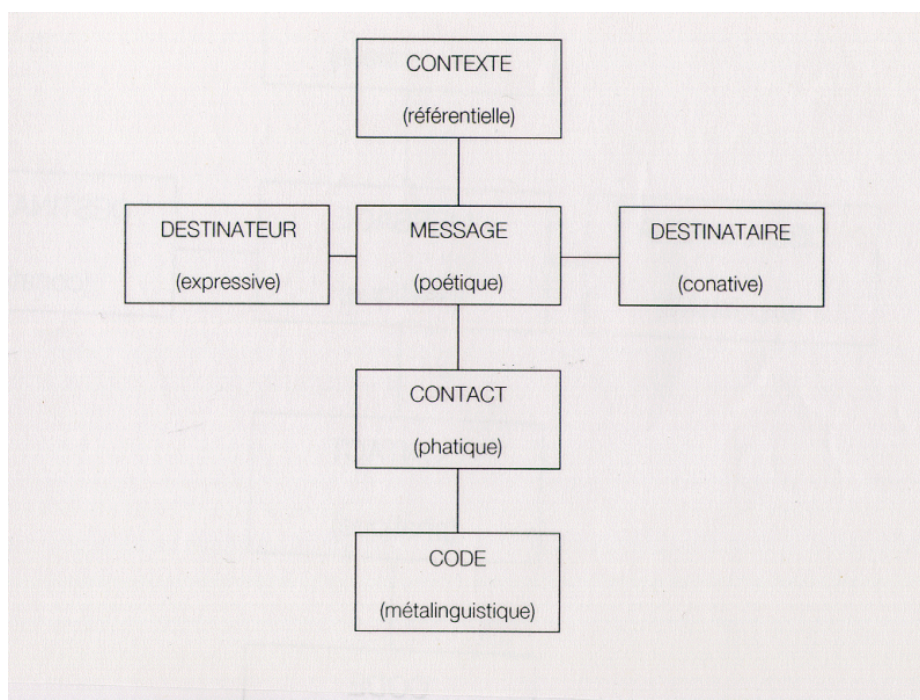 CONTEXTE
(référentielle)
DESTINATEUR
(expressive)
MESSAGE
(poétique)
DESTINATAIRE
(conative)
CONTACT
(phatique)
CODE
(métalinguistique)